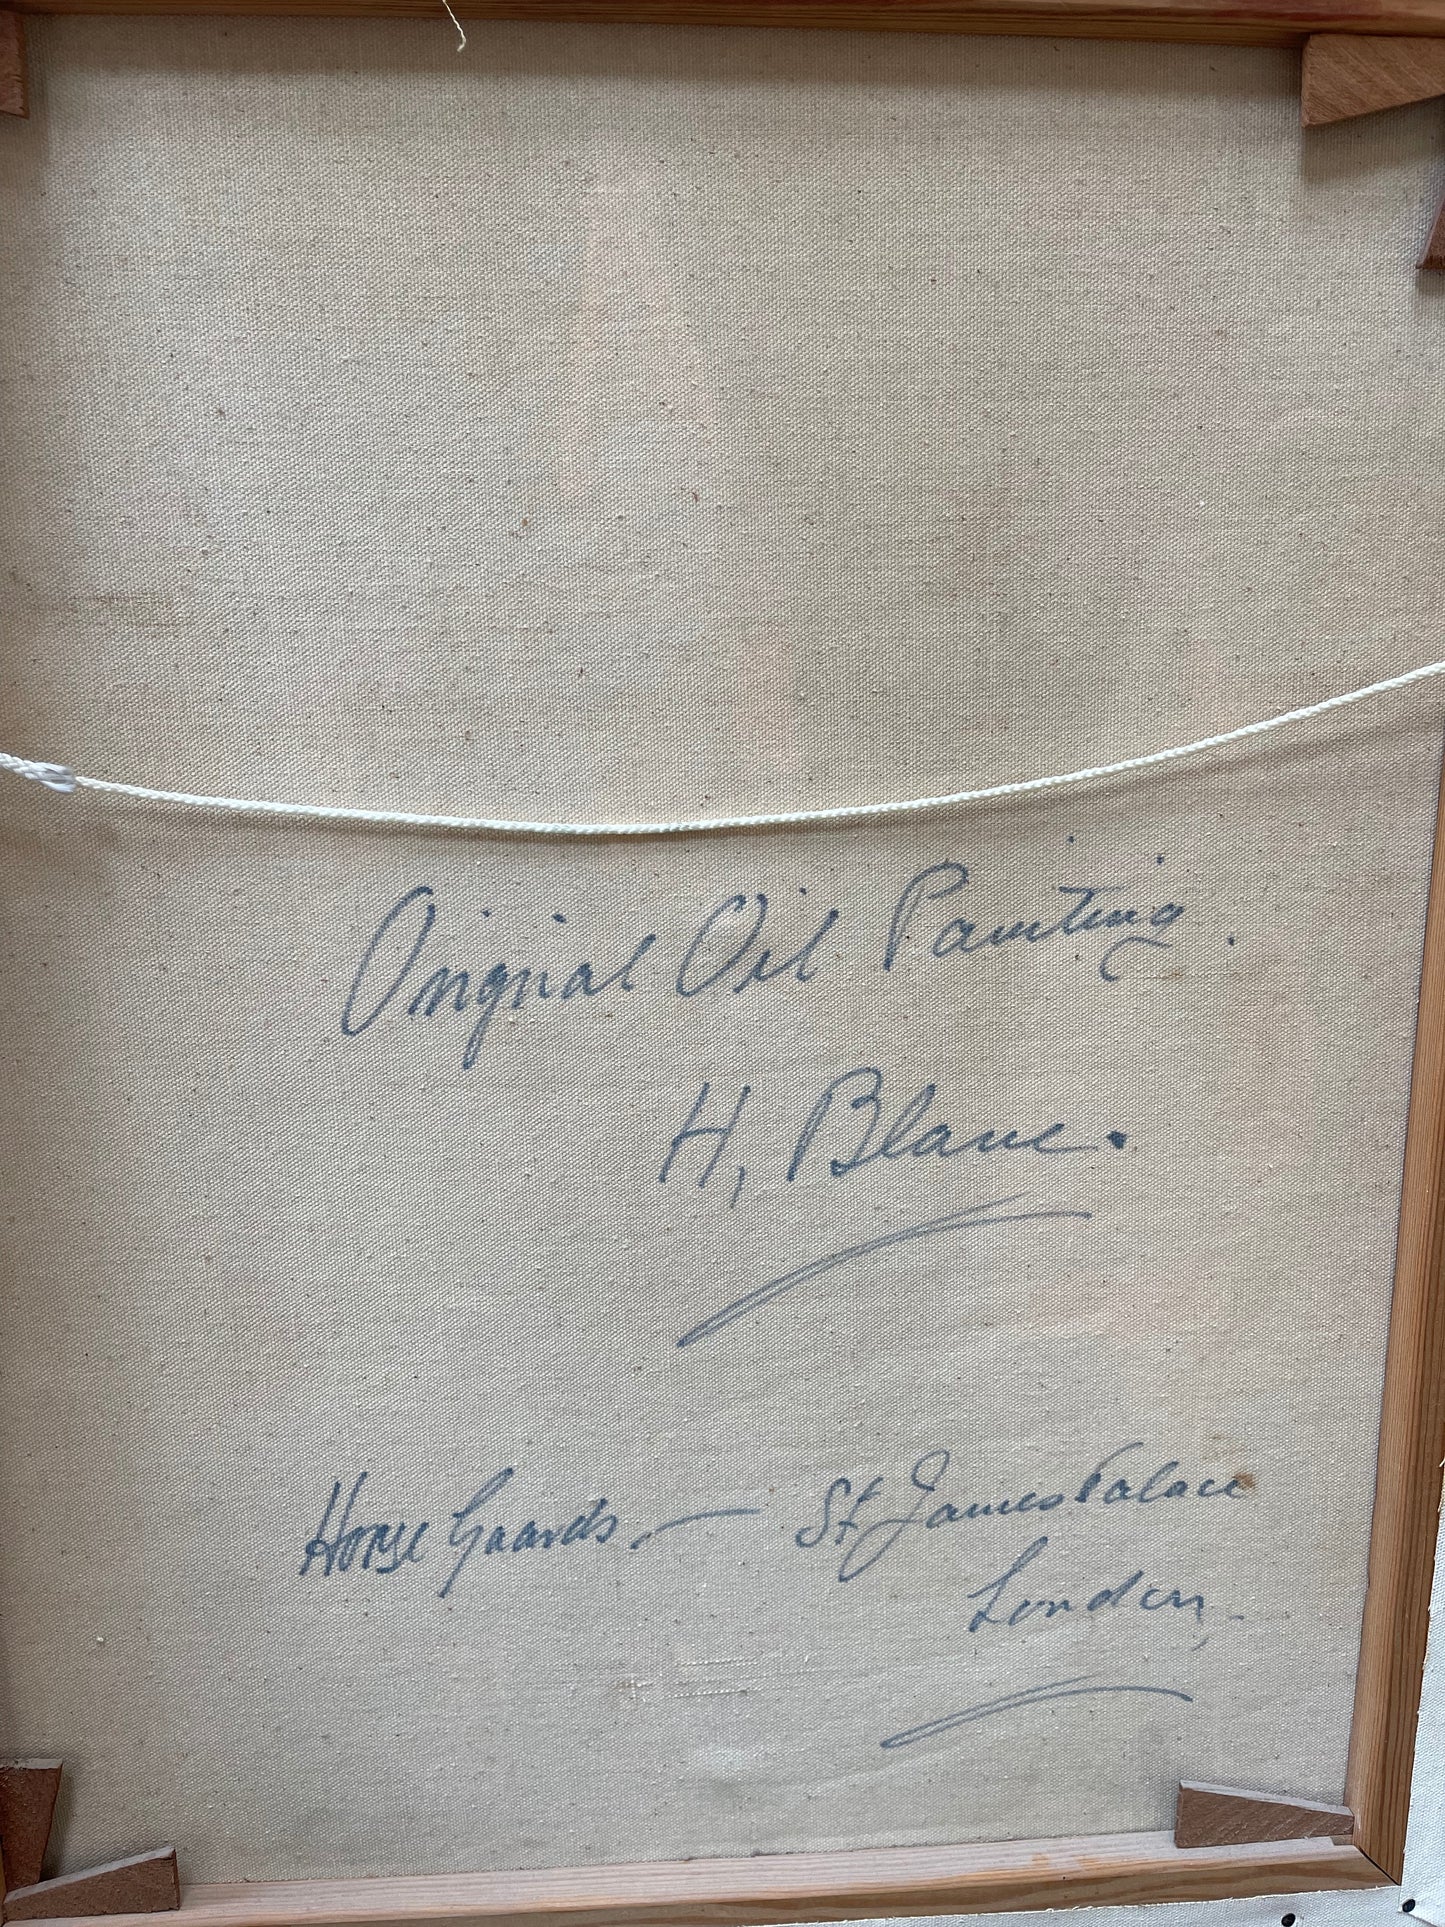 Original Oil Painting.
H, Blanc.
Horse Guards. — St. James Palace
London.